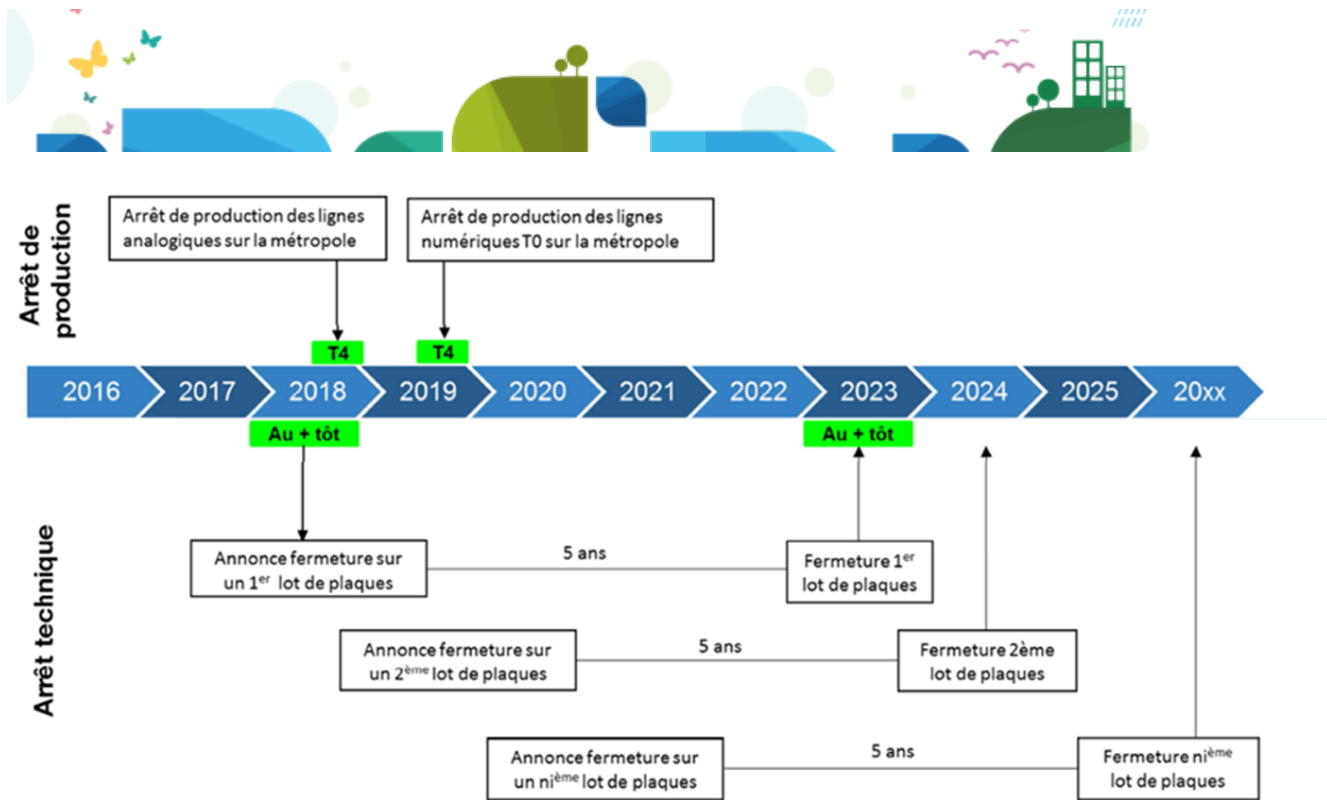 Arrêt de
production
Arrêt de production des lignes
analogiques sur la métropole
Arrêt de production des lignes
numériques T0 sur la métropole
T4
T4
2016
2017
2018
2019
2020
2021
2022
2023
2024
2025
20xx
Au + tôt
Au + tôt
Arrêt technique
Annonce fermeture sur
un 1er lot de plaques
5 ans
Fermeture 1er
lot de plaques
Annonce fermeture sur
un 2ème lot de plaques
5 ans
Fermeture 2ème
lot de plaques
Annonce fermeture sur
un nième lot de plaques
5 ans
Fermeture nième
lot de plaques